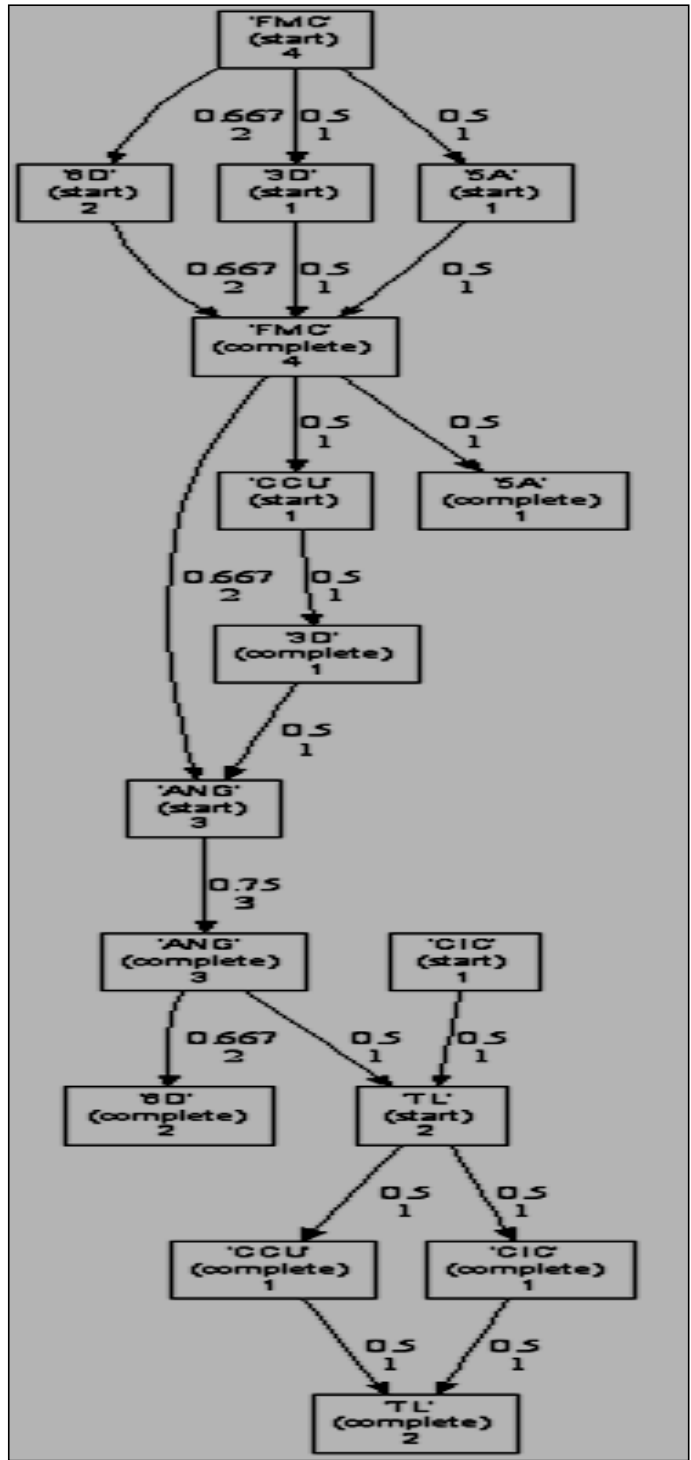 'FMC'
(start)
4
0.667 0.5 0.5
2 1 1
'6D' '3D' '5A'
(start) (start) (start)
2 1 1
0.667 0.5 0.5
2 1 1
'FMC'
(complete)
4
0.5 0.5
1 1
'CCU' '5A'
(start) (complete)
1 1
0.667 0.5
2 1
'3D'
(complete)
1
0.5
1
'ANG'
(start)
3
0.75
3
'ANG' 'CIC'
(complete) (start)
3 1
0.667 0.5 0.5
2 1 1
'6D' 'TL'
(complete) (start)
2 2
0.5 0.5
1 1
'CCU' 'CIC'
(complete) (complete)
1 1
0.5 0.5
1 1
'TL'
(complete)
2